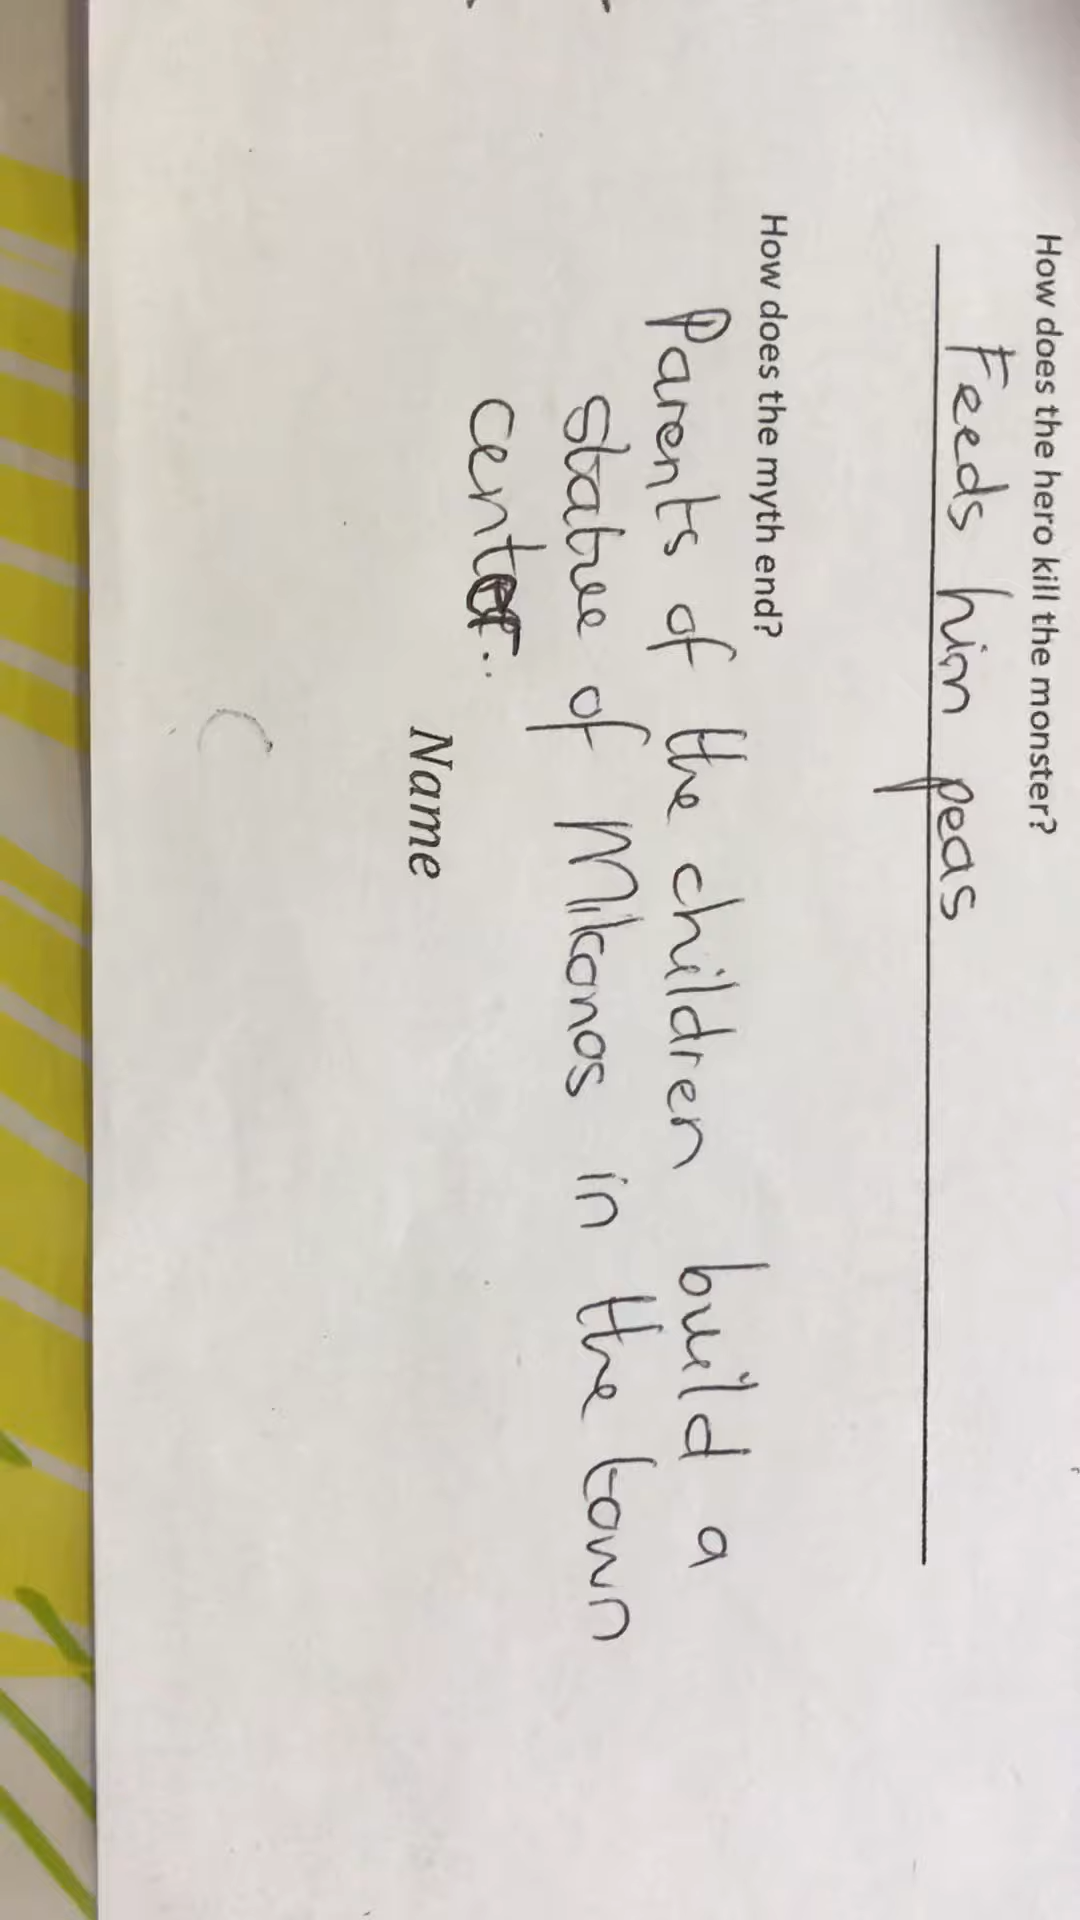 How does the hero kill the monster?
Feeds him peas
How does the myth end?
Parents of the children build a
statue of Mikonos in the town
center..
Name